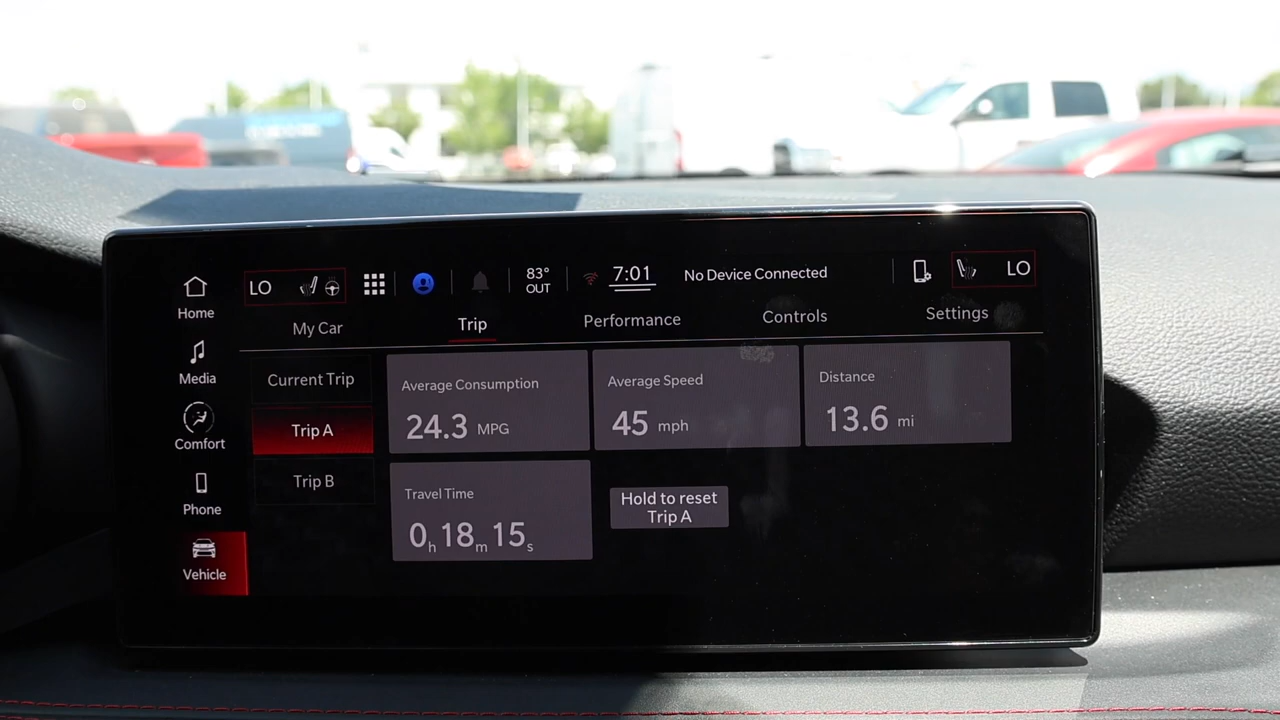 Home
Media
Comfort
Phone
Vehicle
LO
83°
OUT
7:01
No Device Connected
LO
My Car
Trip
Performance
Controls
Settings
Current Trip
Trip A
Trip B
Average Consumption
24.3 MPG
Average Speed
45 mph
Distance
13.6 mi
Travel Time
0h 18m 15s
Hold to reset
Trip A